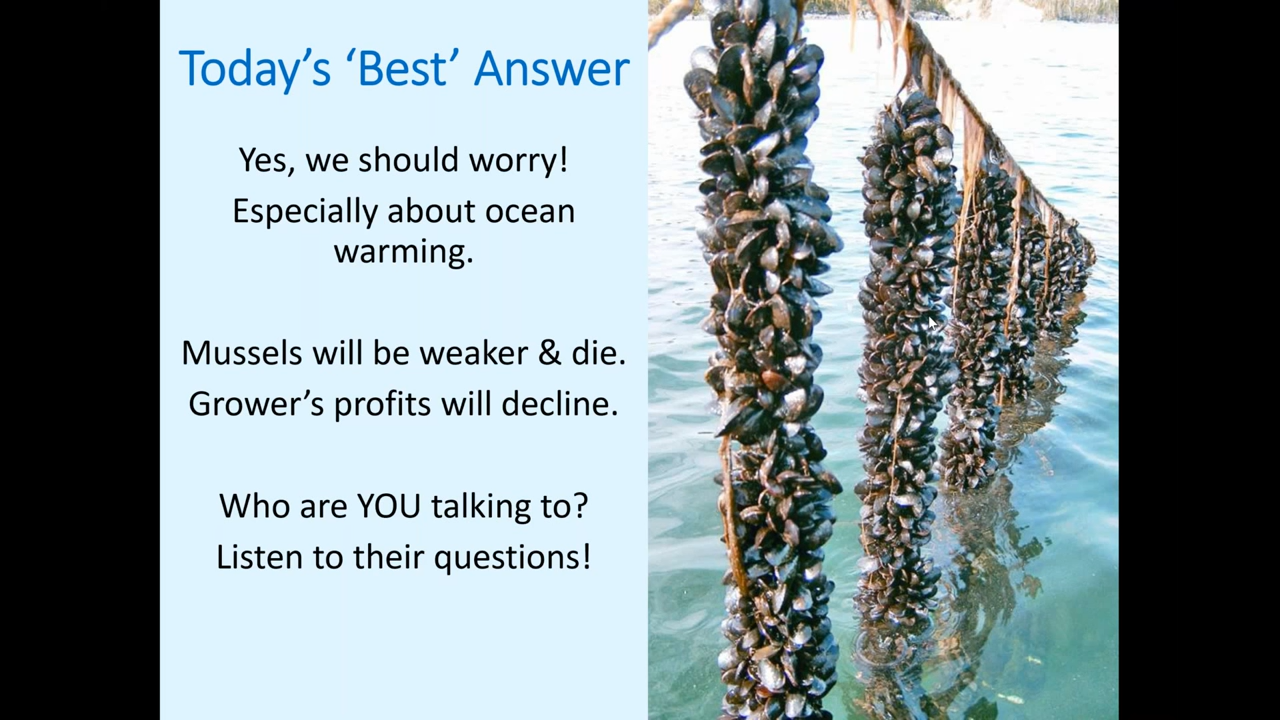 Today’s ‘Best’ Answer
Yes, we should worry!
Especially about ocean
warming.
Mussels will be weaker & die.
Grower’s profits will decline.
Who are YOU talking to?
Listen to their questions!